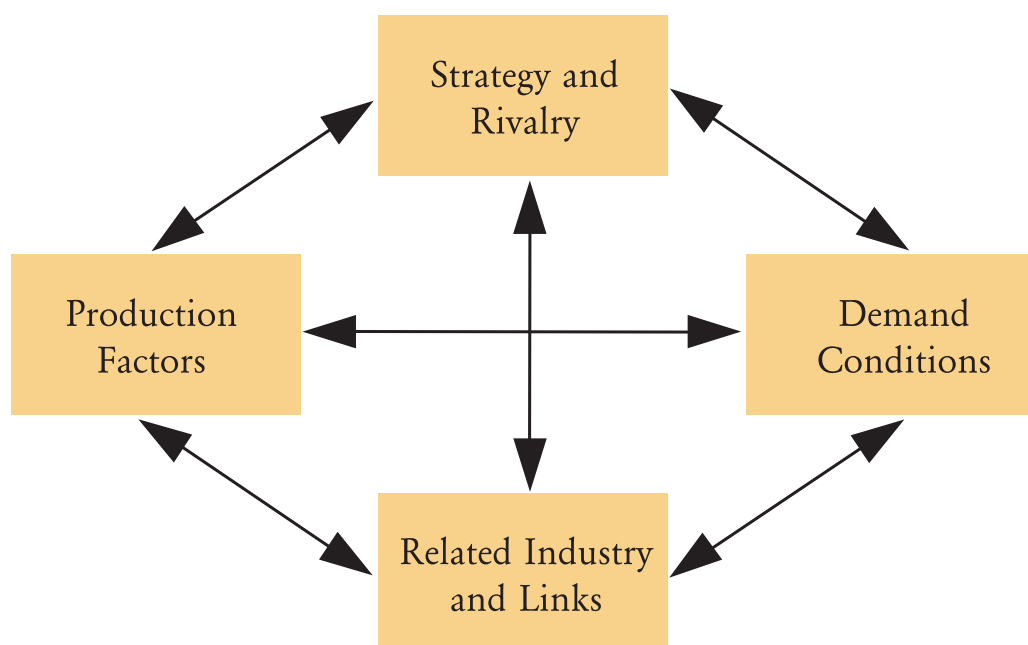 Strategy and
Rivalry
Production
Factors
Demand
Conditions
Related Industry
and Links